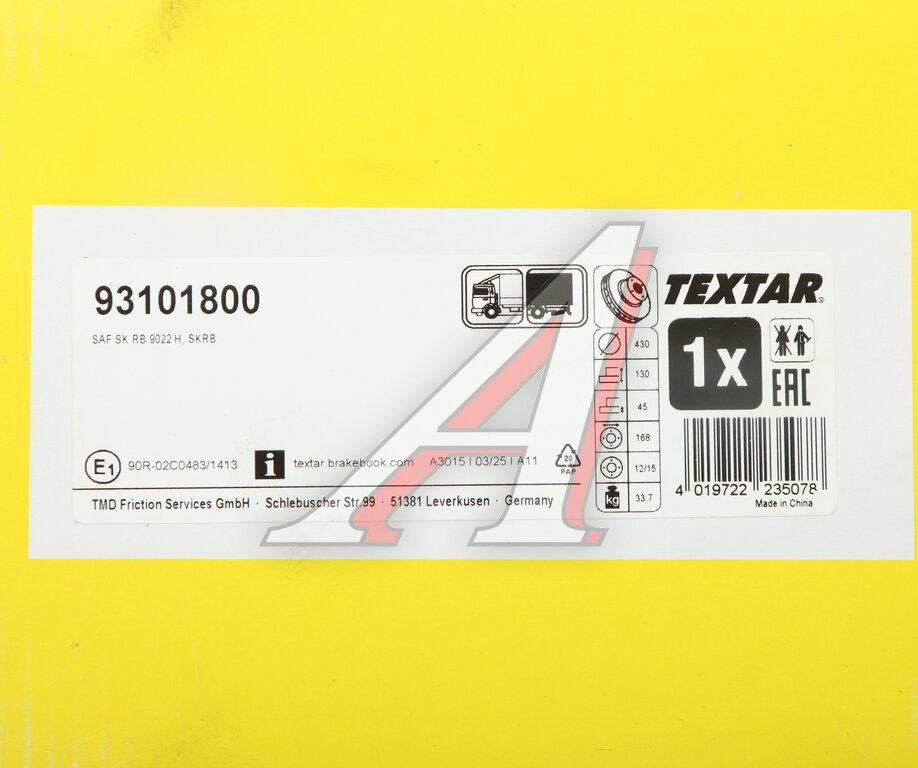 93101800
SAF SK RB 9022 H, SKRB
TEXTAR®
1x
EAC
430
130
45
168
12/15
kg 33.7
E1 90R-02C0483/1413
i textar.brakebook.com A3015 | 03/25 | A11
20
PAP
TMD Friction Services GmbH · Schlebuscher Str.99 · 51381 Leverkusen · Germany
4 019722 235078
Made in China